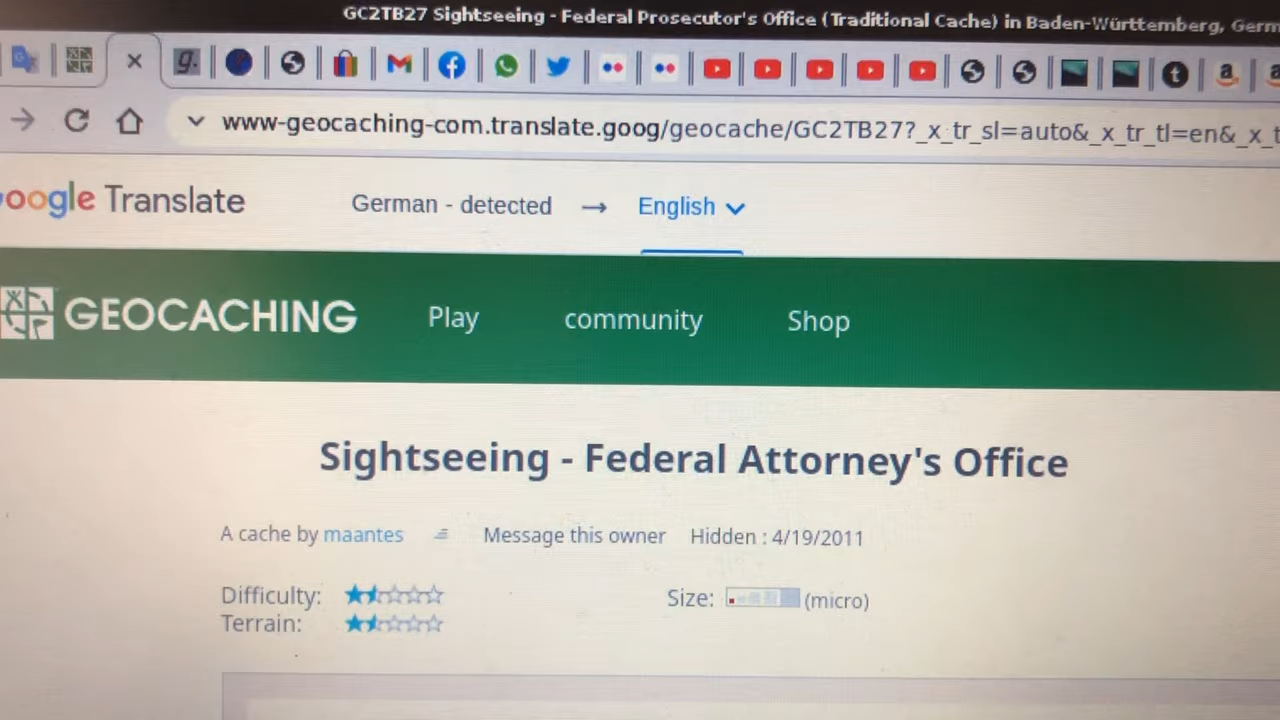 GC2TB27 Sightseeing - Federal Prosecutor's Office (Traditional Cache) in Baden-Württemberg, Germ
www-geocaching-com.translate.goog/geocache/GC2TB27?_x_tr_sl=auto&_x_tr_tl=en&_x_t
oogle Translate German - detected → English
GEOCACHING Play community Shop
Sightseeing - Federal Attorney's Office
A cache by maantes Message this owner Hidden : 4/19/2011
Difficulty: Size: (micro)
Terrain: